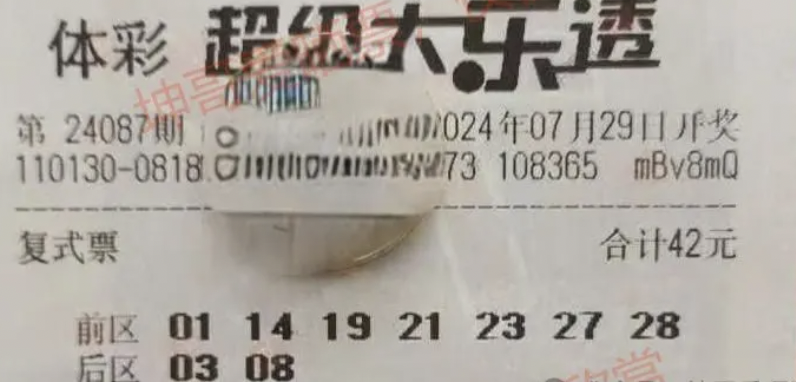 体彩 超级大乐透
第 24087期 024年07月29日开奖
110130-0818 73 108365 mBv8mQ
复式票 合计42元
前区 01 14 19 21 23 27 28
后区 03 08